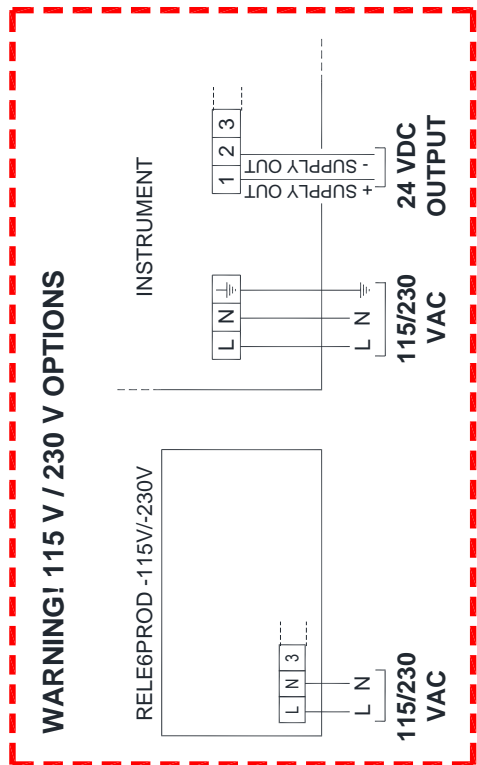 WARNING! 115 V / 230 V OPTIONS
RELE6PROD -115V/-230V
L N 3
L N
115/230
VAC
INSTRUMENT
L N
L N
115/230
VAC
1 2 3
+ SUPPLY OUT
- SUPPLY OUT
24 VDC
OUTPUT